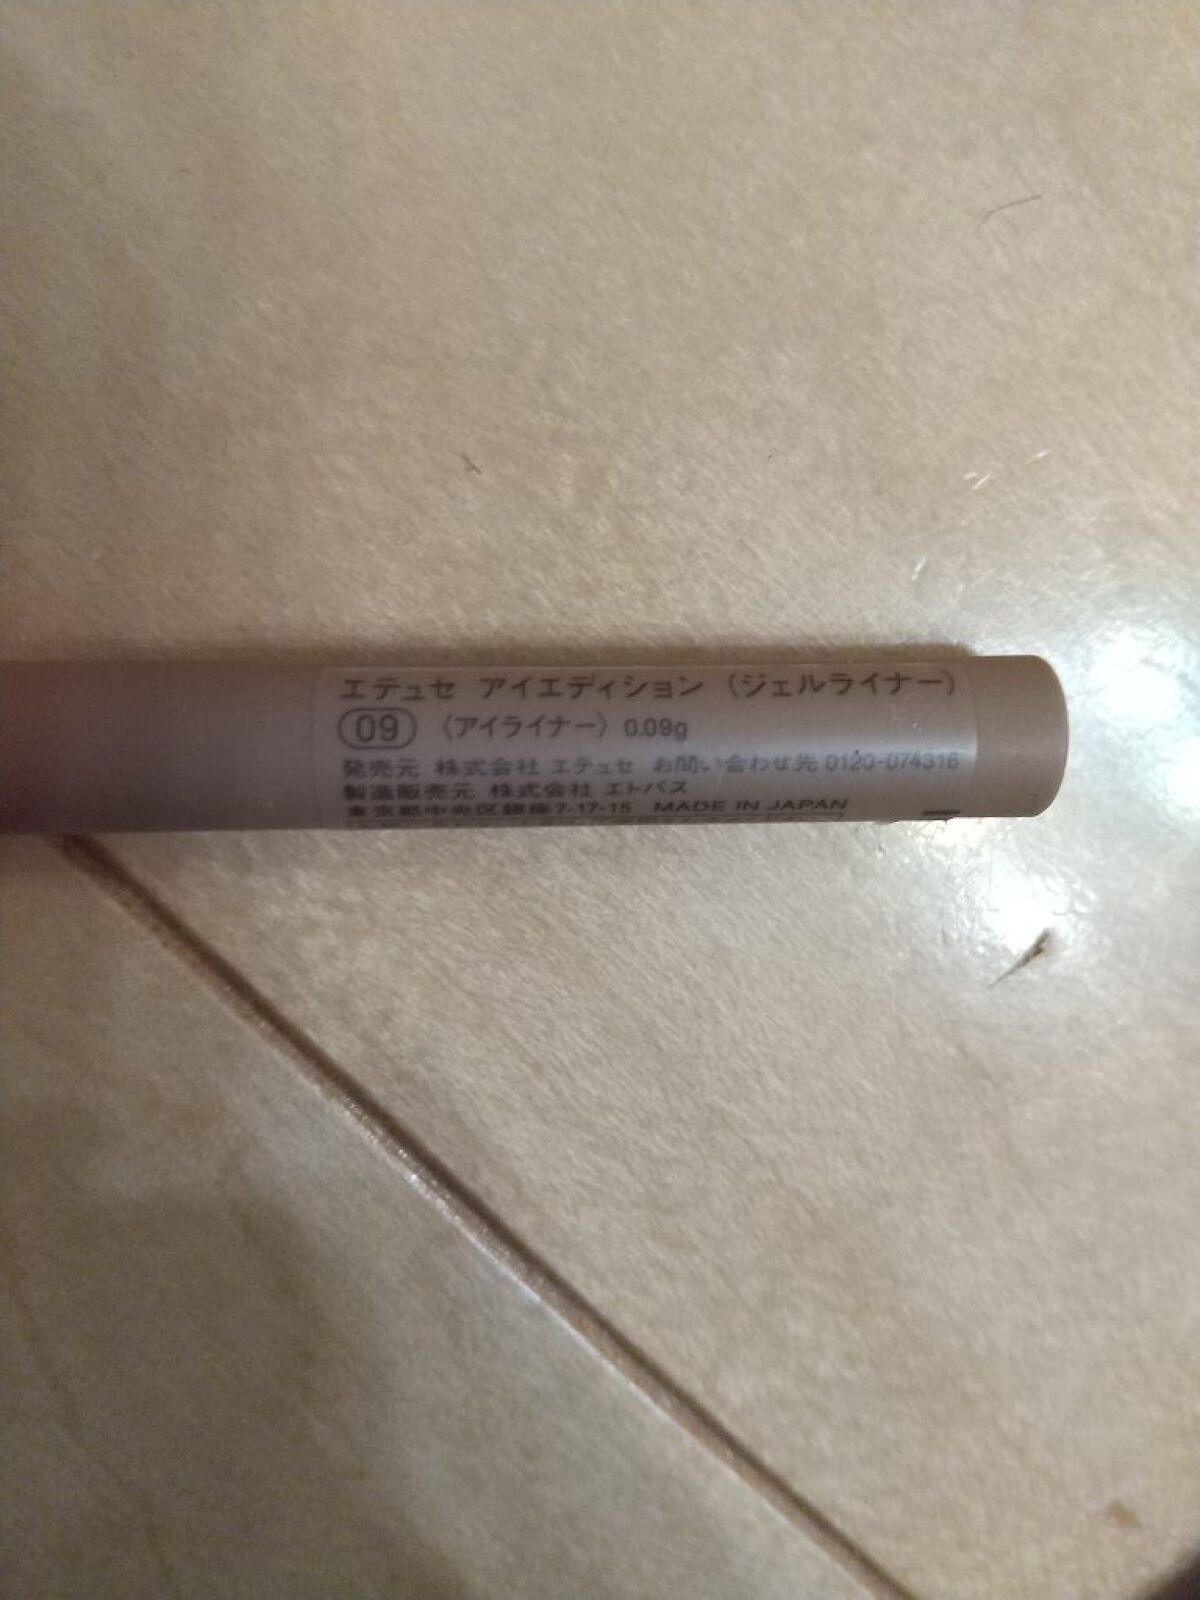 エテュセ アイエディション (ジェルライナー)
09 〈アイライナー〉 0.09g
発売元 株式会社 エテュセ お問い合わせ先 0120-074316
製造販売元 株式会社 エトバス
東京都中央区銀座7-17-15 MADE IN JAPAN